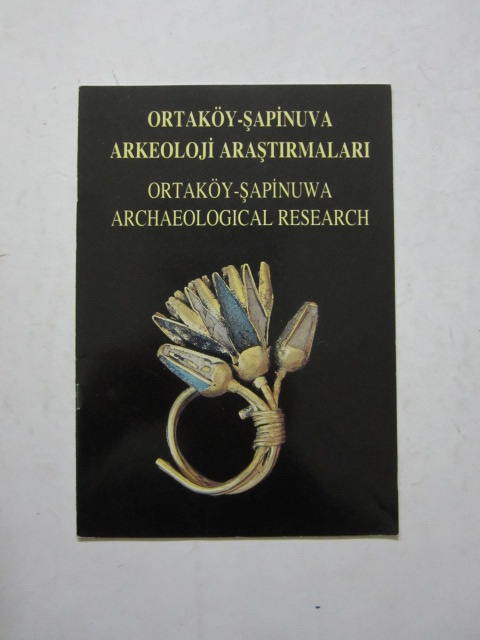 ORTAKÖY-ŞAPİNUVA
ARKEOLOJİ ARAŞTIRMALARI
ORTAKÖY-ŞAPİNUWA
ARCHAEOLOGICAL RESEARCH